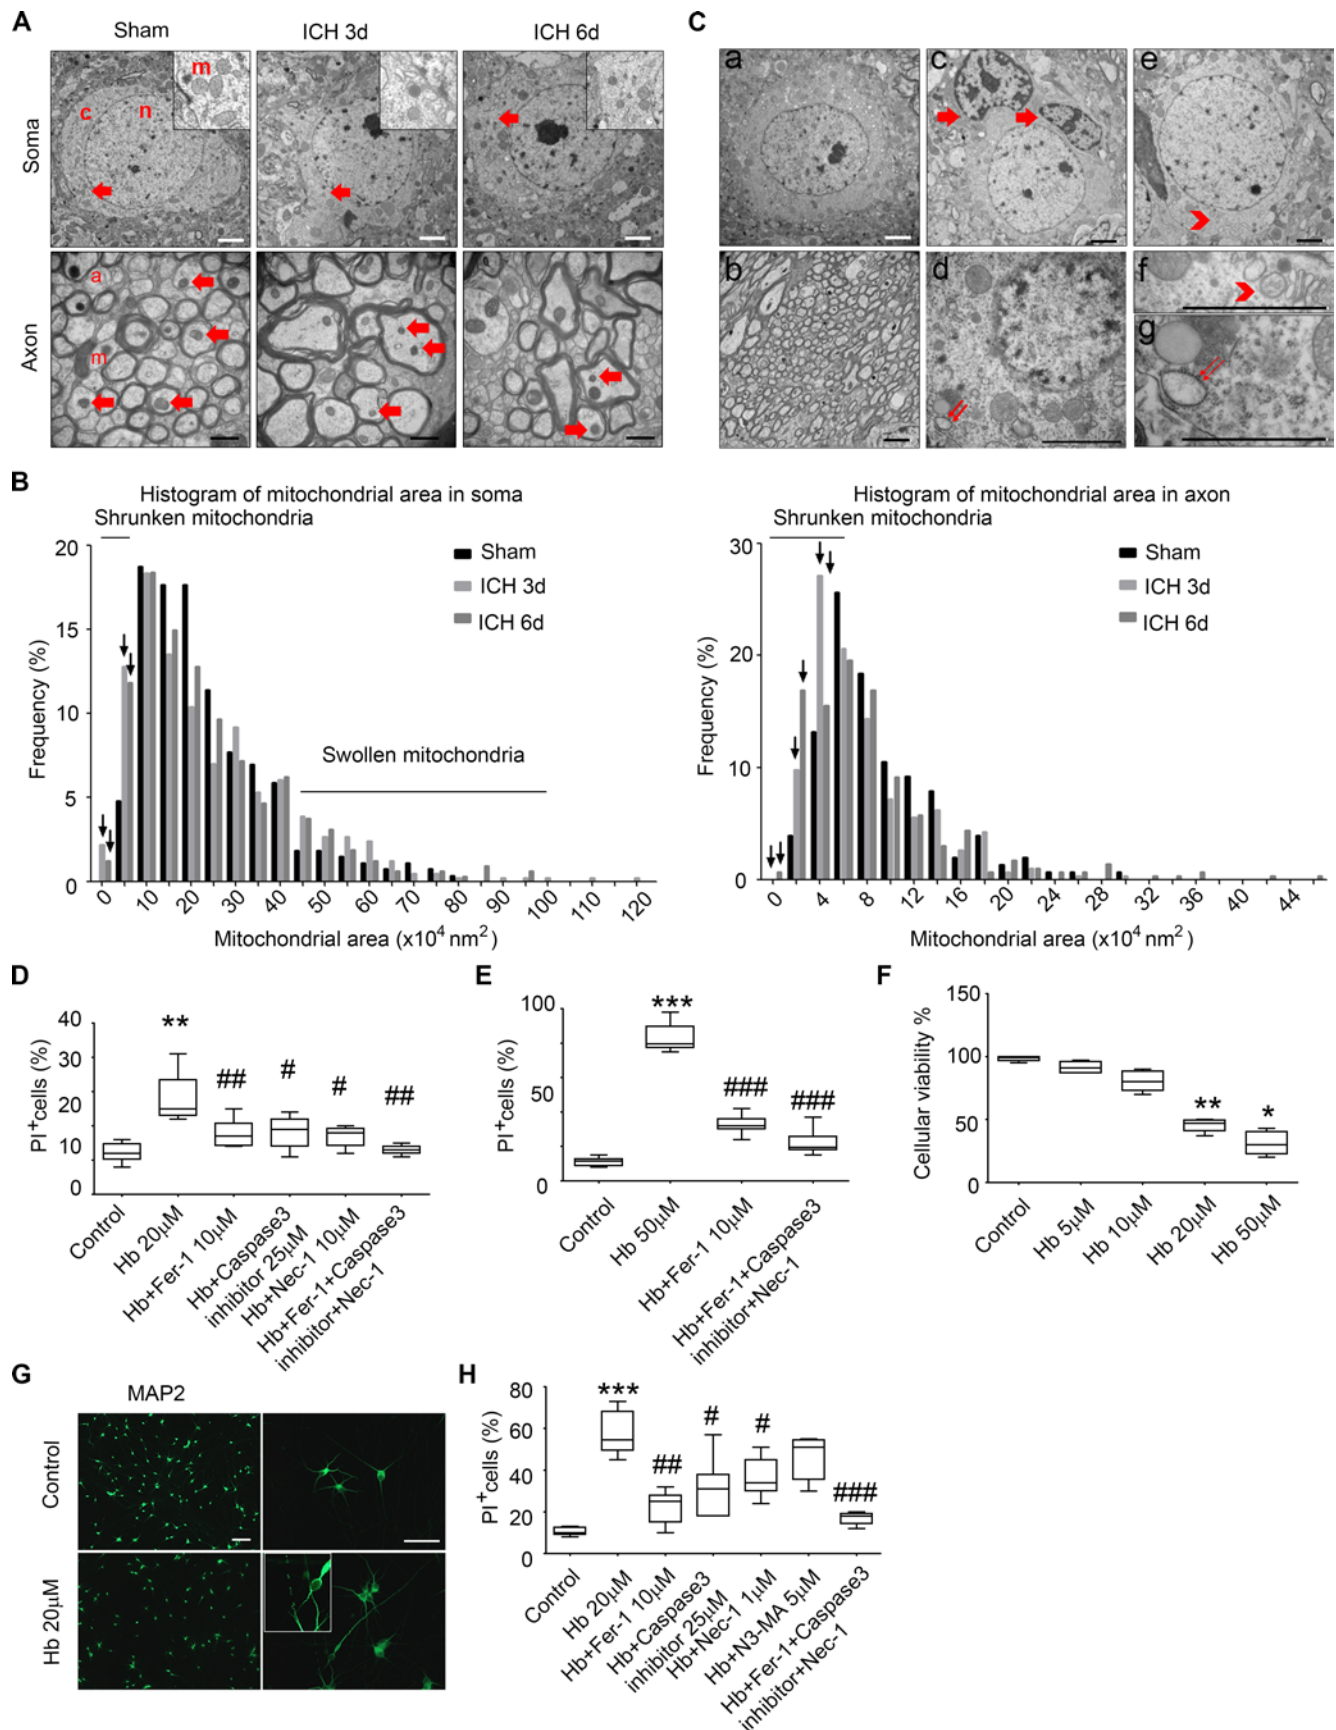 A
Sham
ICH 3d
ICH 6d
Soma
m
c
n
Axon
a
m
C
a
c
e
b
d
f
g
B
Histogram of mitochondrial area in soma
Shrunken mitochondria
Sham
ICH 3d
ICH 6d
Swollen mitochondria
Frequency (%)
20
15
10
5
0
0 10 20 30 40 50 60 70 80 90 100 110 120
Mitochondrial area (x10⁴ nm²)
Histogram of mitochondrial area in axon
Shrunken mitochondria
Sham
ICH 3d
ICH 6d
Frequency (%)
30
20
10
0
0 4 8 12 16 20 24 28 32 36 40 44
Mitochondrial area (x10⁴ nm²)
D
PI⁺cells (%)
40
30
20
10
0
**
##
#
#
##
Control
Hb 20μM
Hb+Fer-1 10μM
Hb+Caspase3
inhibitor 25μM
Hb+Nec-1 10μM
Hb+Fer-1+Caspase3
inhibitor+Nec-1
E
PI⁺cells (%)
100
50
0
***
###
###
Control
Hb 50μM
Hb+Fer-1 10μM
Hb+Fer-1+Caspase3
inhibitor+Nec-1
F
Cellular viability %
150
100
50
0
**
*
Control
Hb 5μM
Hb 10μM
Hb 20μM
Hb 50μM
G
MAP2
Control
Hb 20μM
H
PI⁺cells (%)
80
60
40
20
0
***
##
#
#
###
Control
Hb 20μM
Hb+Fer-1 10μM
Hb+Caspase3
inhibitor 25μM
Hb+Nec-1 1μM
Hb+N3-MA 5μM
Hb+Fer-1+Caspase3
inhibitor+Nec-1